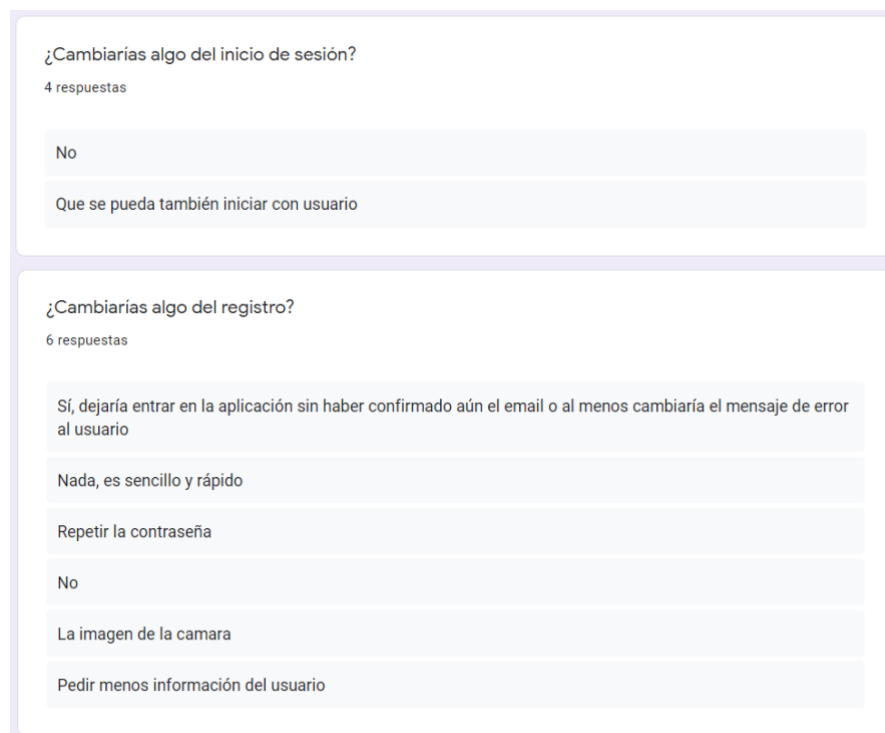 ¿Cambiarías algo del inicio de sesión?
4 respuestas
No
Que se pueda también iniciar con usuario
¿Cambiarías algo del registro?
6 respuestas
Sí, dejaría entrar en la aplicación sin haber confirmado aún el email o al menos cambiaría el mensaje de error
al usuario
Nada, es sencillo y rápido
Repetir la contraseña
No
La imagen de la camara
Pedir menos información del usuario